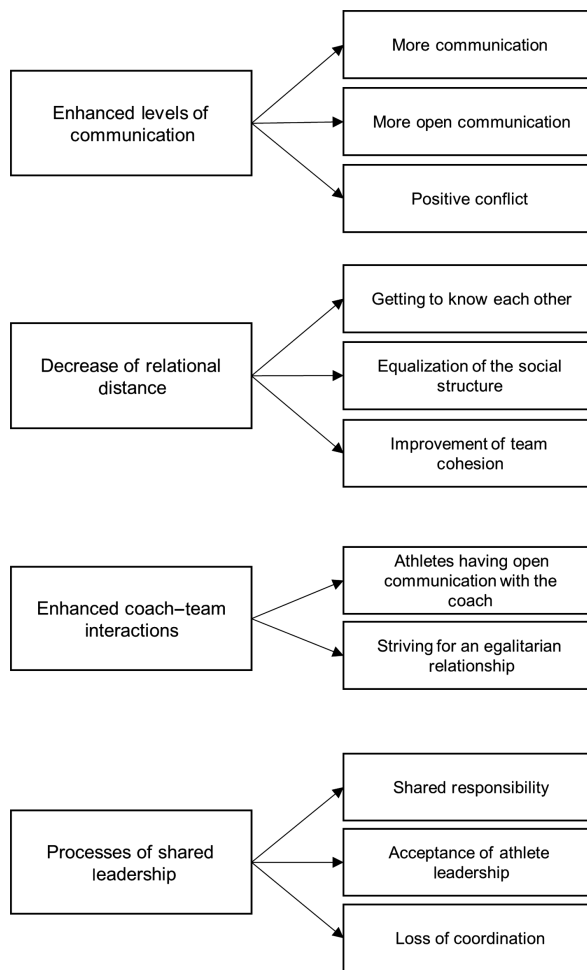 Enhanced levels of
communication
More communication
More open communication
Positive conflict
Decrease of relational
distance
Getting to know each other
Equalization of the social
structure
Improvement of team
cohesion
Enhanced coach–team
interactions
Athletes having open
communication with the
coach
Striving for an egalitarian
relationship
Processes of shared
leadership
Shared responsibility
Acceptance of athlete
leadership
Loss of coordination